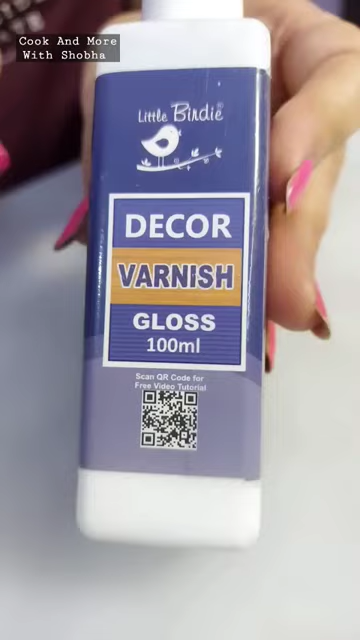 Cook And More
With Shobha
Little Birdie®
DECOR
VARNISH
GLOSS
100ml
Scan QR Code for
Free Video Tutorial